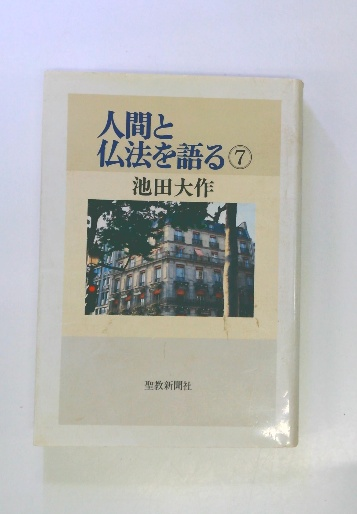 人間と
仏法を語る⑦
池田大作
聖教新聞社